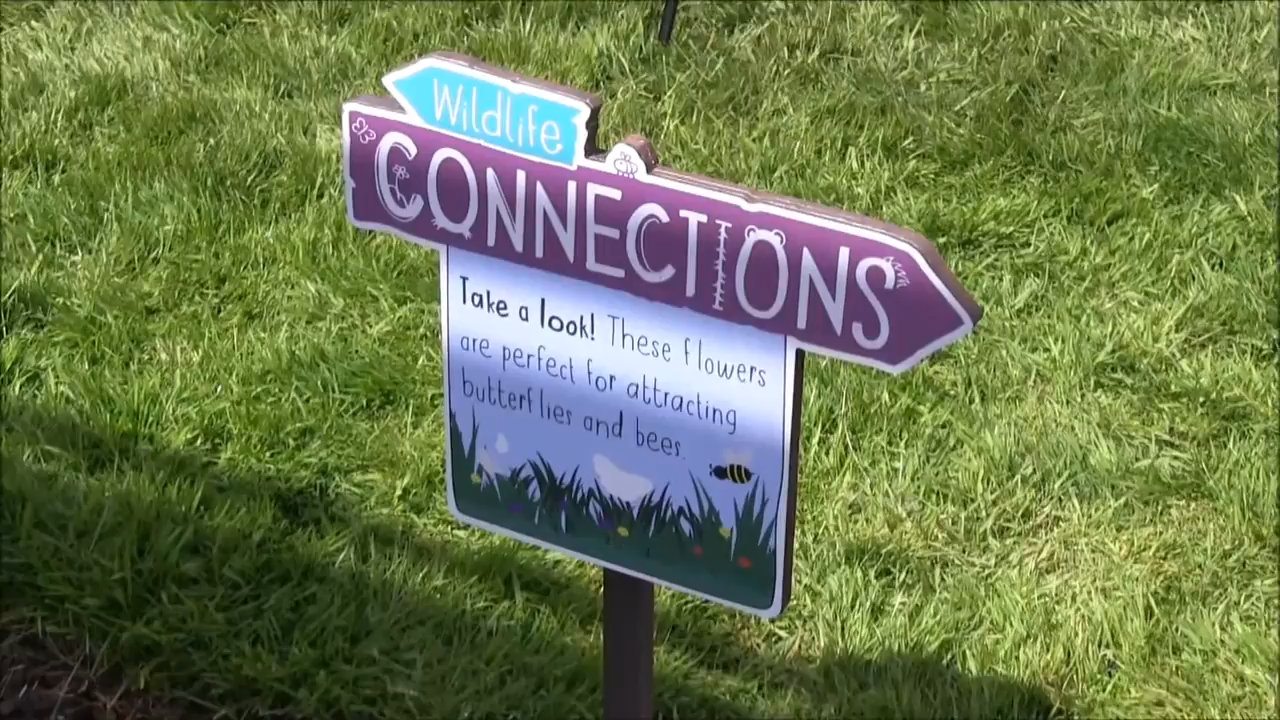 Wildlife
CONNECTIONS
Take a look! These flowers
are perfect for attracting
butterflies and bees.